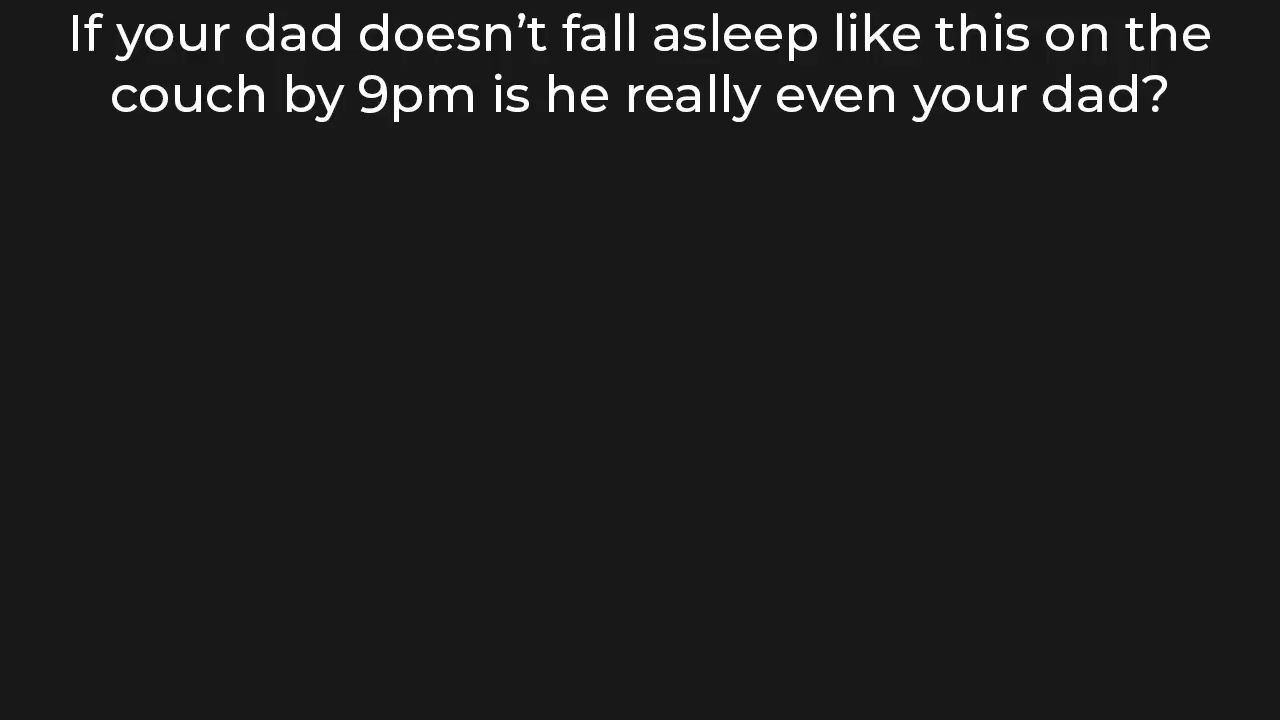 If your dad doesn’t fall asleep like this on the
couch by 9pm is he really even your dad?